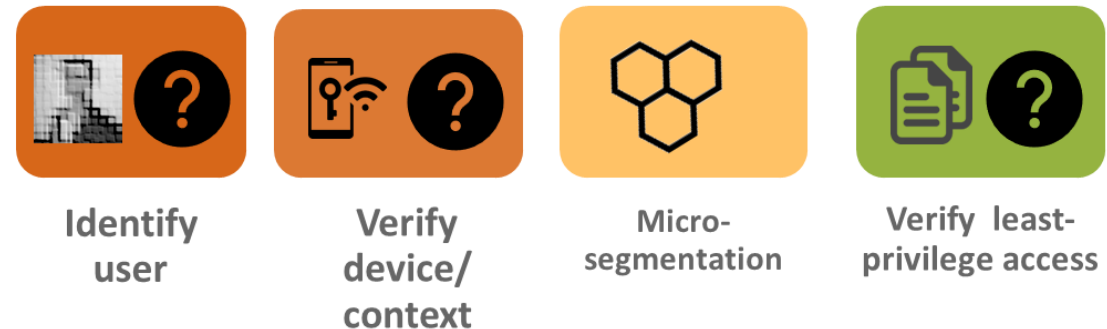 Identify
user
Verify
device/
context
Micro-
segmentation
Verify least-
privilege access